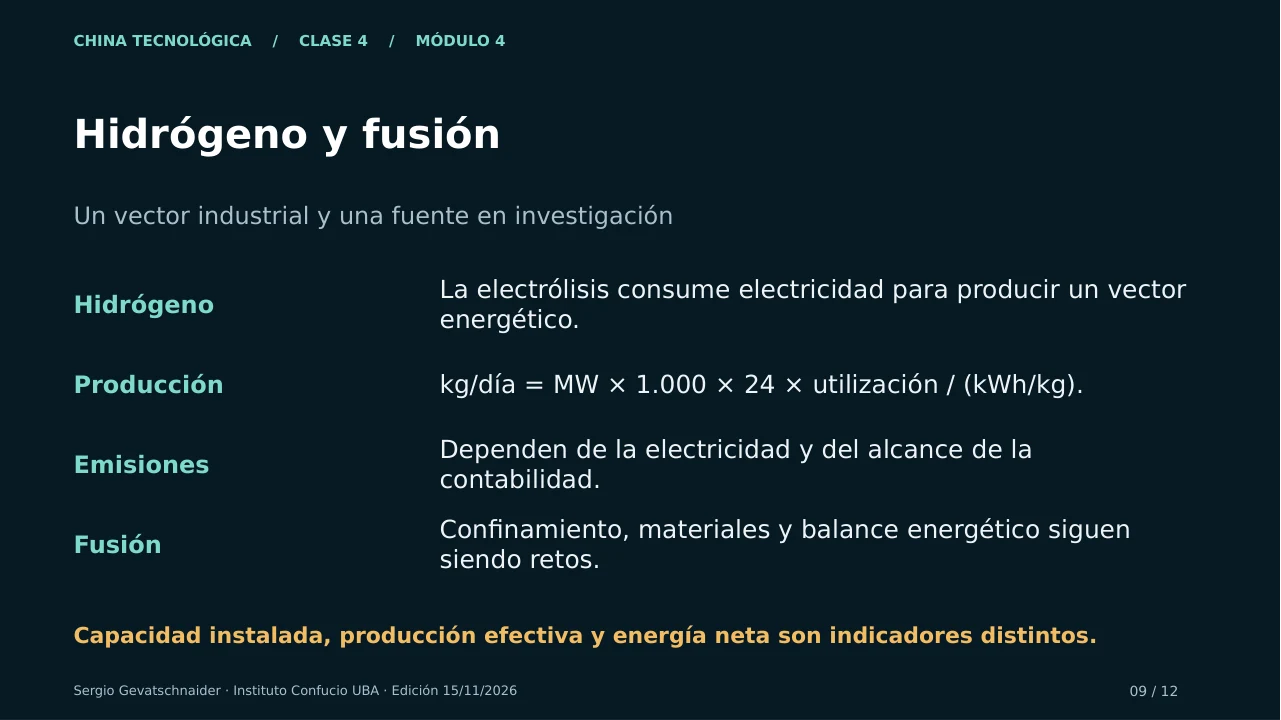 CHINA TECNOLÓGICA / CLASE 4 / MÓDULO 4
Hidrógeno y fusión
Un vector industrial y una fuente en investigación
Hidrógeno
La electrólisis consume electricidad para producir un vector
energético.
Producción
kg/día = MW × 1.000 × 24 × utilización / (kWh/kg).
Emisiones
Dependen de la electricidad y del alcance de la
contabilidad.
Fusión
Confinamiento, materiales y balance energético siguen
siendo retos.
Capacidad instalada, producción efectiva y energía neta son indicadores distintos.
Sergio Gevatschnaider · Instituto Confucio UBA · Edición 15/11/2026
09 / 12